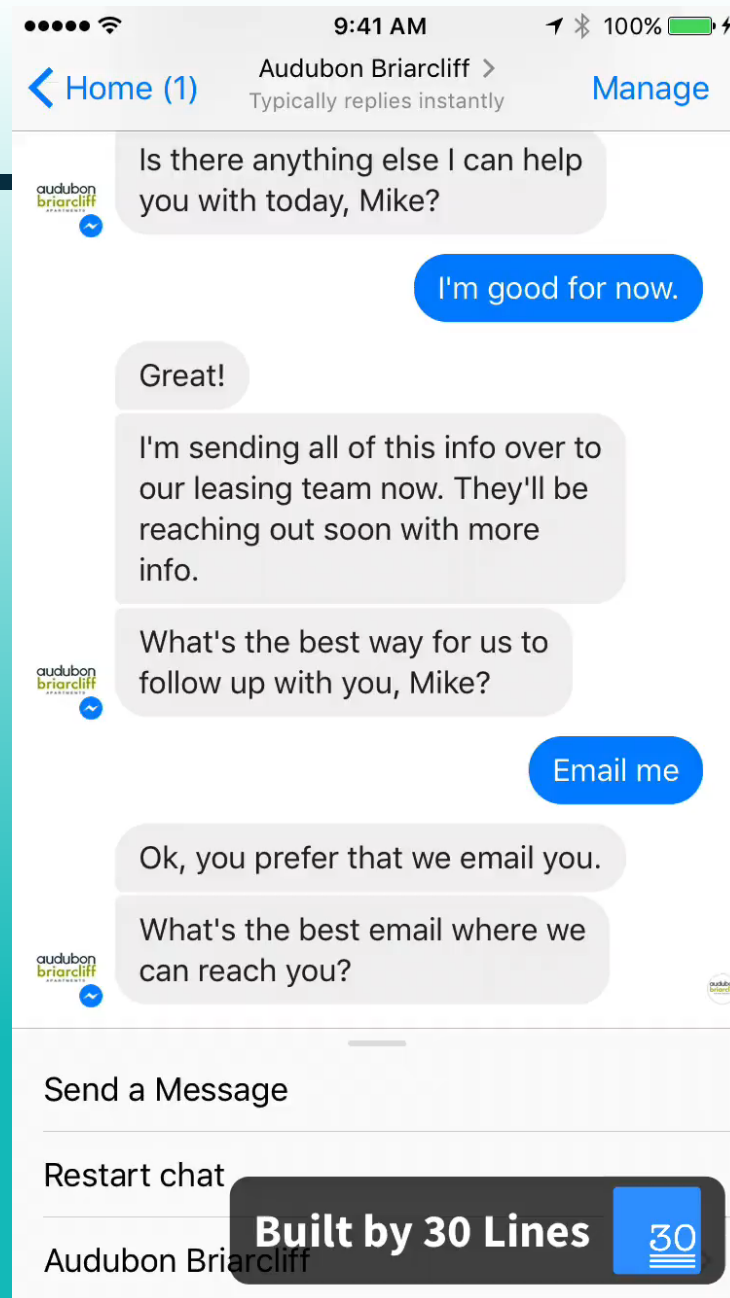 9:41 AM
100%
Home (1)
Audubon Briarcliff
Typically replies instantly
Manage
Is there anything else I can help
you with today, Mike?
audubon
briarcliff
APARTMENTS
I'm good for now.
Great!
I'm sending all of this info over to
our leasing team now. They'll be
reaching out soon with more
info.
What's the best way for us to
follow up with you, Mike?
audubon
briarcliff
APARTMENTS
Email me
Ok, you prefer that we email you.
What's the best email where we
can reach you?
audubon
briarcliff
APARTMENTS
Send a Message
Restart chat
Built by 30 Lines
30
Audubon Briarcliff